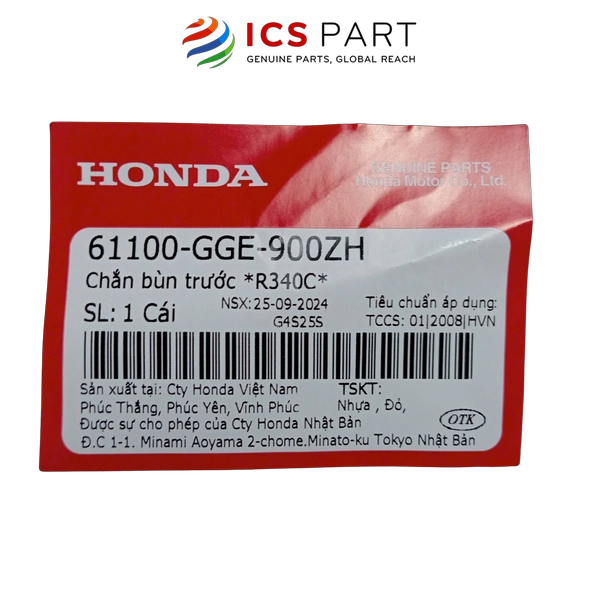 ICS PART
GENUINE PARTS, GLOBAL REACH
HONDA
GENUINE PARTS
Honda Motor Co., Ltd.
61100-GGE-900ZH
Chắn bùn trước *R340C*
SL: 1 Cái
NSX: 25-09-2024
G4S25S
Tiêu chuẩn áp dụng:
TCCS: 01|2008|HVN
Sản xuất tại: Cty Honda Việt Nam
Phúc Thắng, Phúc Yên, Vĩnh Phúc
Được sự cho phép của Cty Honda Nhật Bản
Đ.C 1-1. Minami Aoyama 2-chome.Minato-ku Tokyo Nhật Bản
TSKT:
Nhựa , Đỏ,
OTK